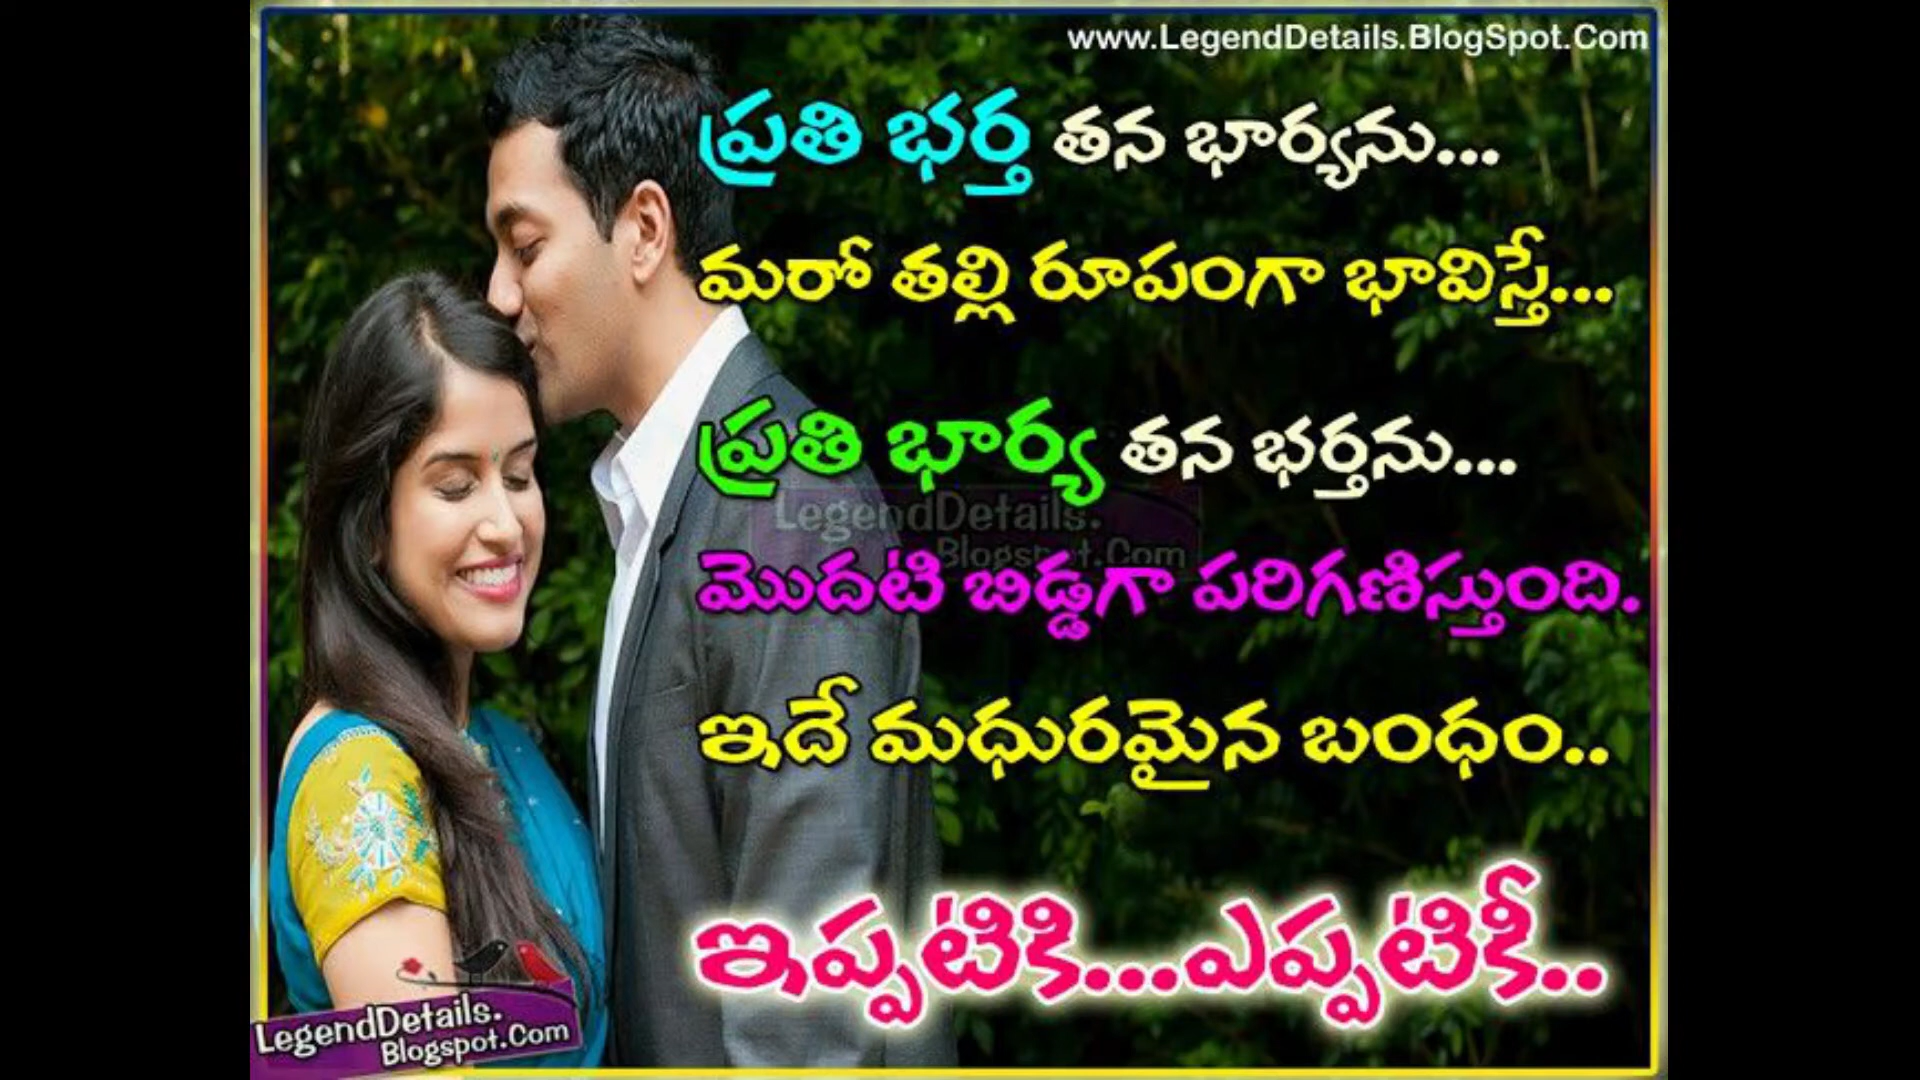 www.LegendDetails.BlogSpot.Com
ప్రతి భర్త తన భార్యను...
మరో తల్లి రూపంగా భావిస్తే...
ప్రతి భార్య తన భర్తను...
LegendDetails.
Blogspot.Com
మొదటి బిడ్డగా పరిగణిస్తుంది.
ఇదే మధురమైన బంధం..
ఇప్పటికి...ఎప్పటికీ..
LegendDetails.
Blogspot.Com